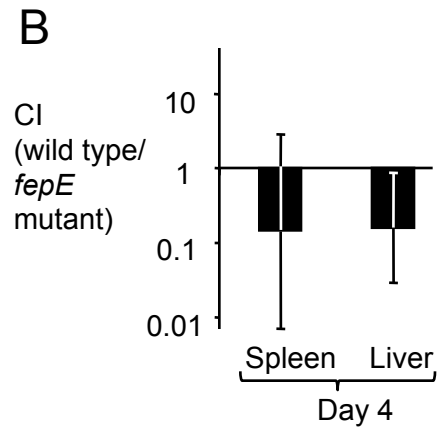 B
CI
(wild type/
fepE
mutant)
10
1
0.1
0.01
Spleen Liver
Day 4